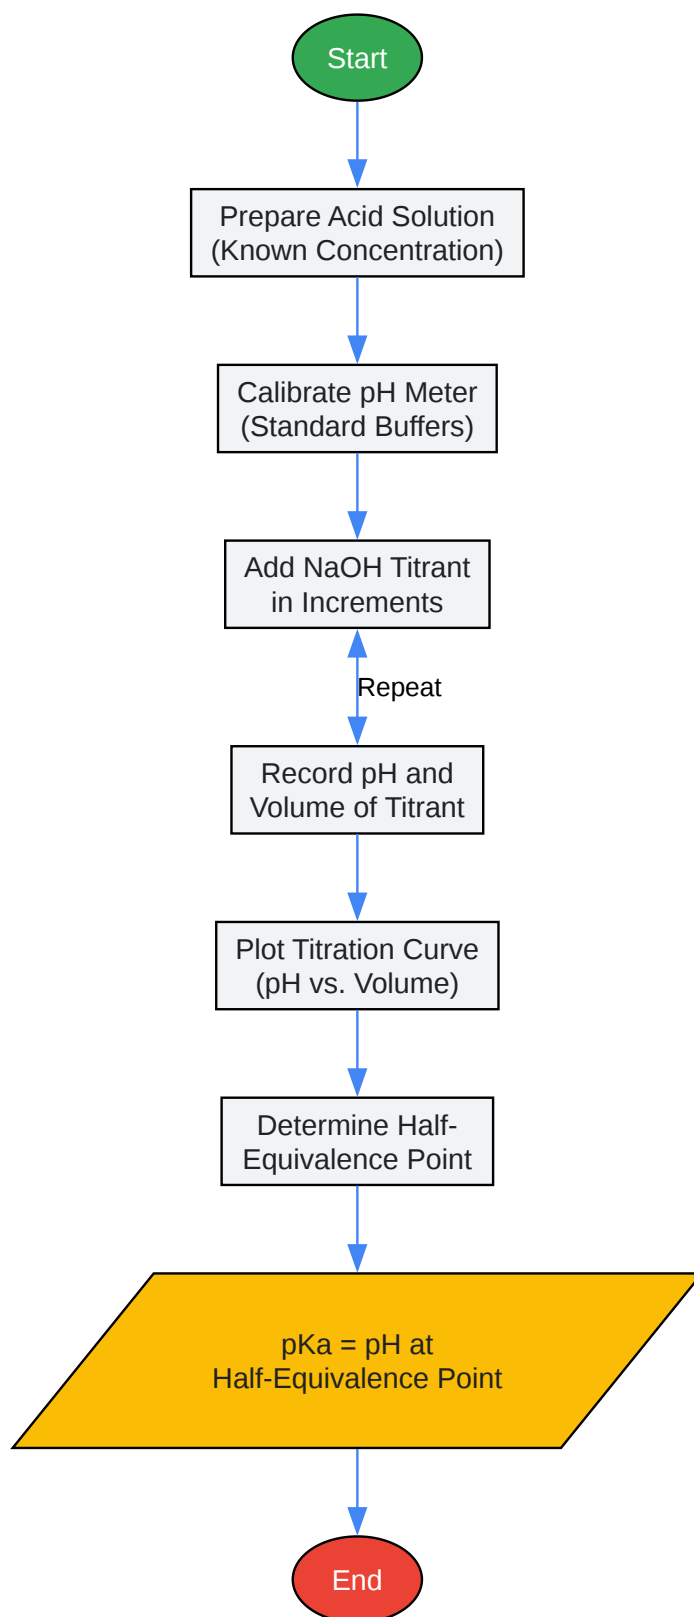 Start
Prepare Acid Solution
(Known Concentration)
Calibrate pH Meter
(Standard Buffers)
Add NaOH Titrant
in Increments
Repeat
Record pH and
Volume of Titrant
Plot Titration Curve
(pH vs. Volume)
Determine Half-
Equivalence Point
pKa = pH at
Half-Equivalence Point
End